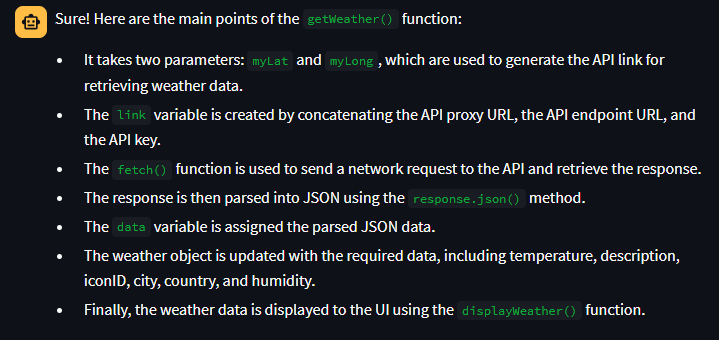 Sure! Here are the main points of the getWeather() function:
• It takes two parameters: myLat and myLong, which are used to generate the API link for
retrieving weather data.
• The link variable is created by concatenating the API proxy URL, the API endpoint URL, and
the API key.
• The fetch() function is used to send a network request to the API and retrieve the response.
• The response is then parsed into JSON using the response.json() method.
• The data variable is assigned the parsed JSON data.
• The weather object is updated with the required data, including temperature, description,
iconID, city, country, and humidity.
• Finally, the weather data is displayed to the UI using the displayWeather() function.